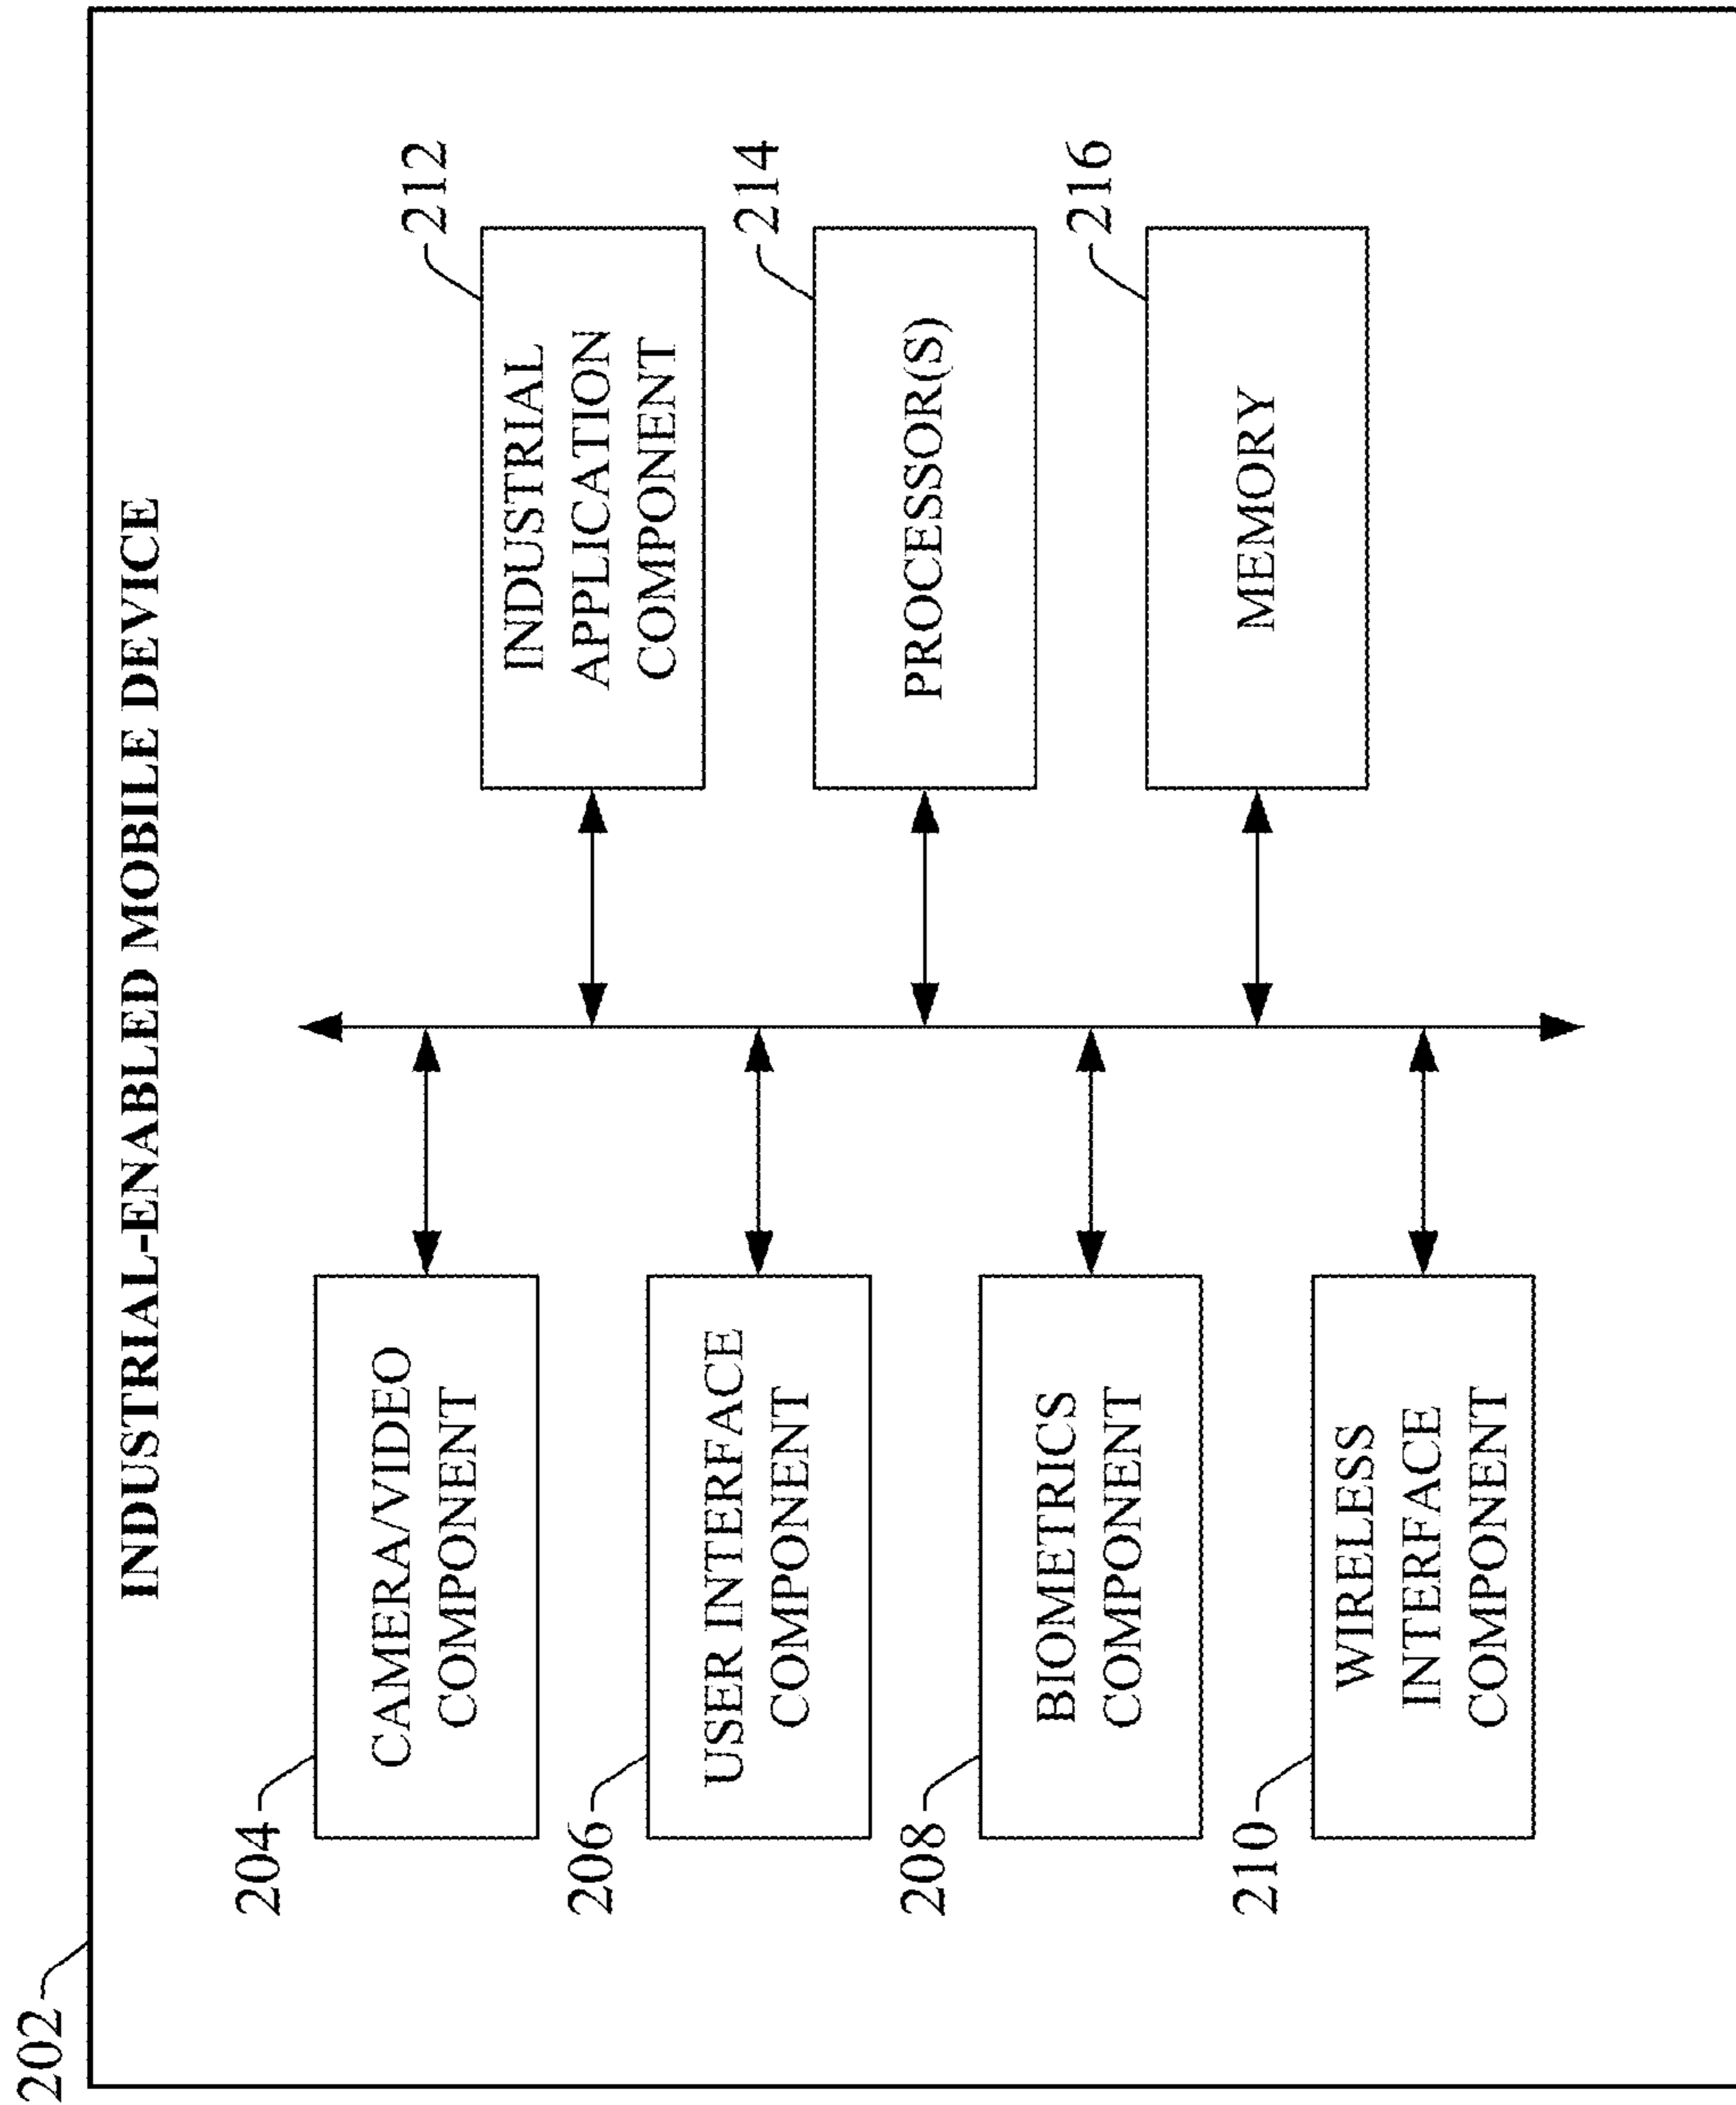 202
INDUSTRIAL-ENABLED MOBILE DEVICE
204
CAMERA/VIDEO
COMPONENT
206
USER INTERFACE
COMPONENT
208
BIOMETRICS
COMPONENT
210
WIRELESS
INTERFACE
COMPONENT
212
INDUSTRIAL
APPLICATION
COMPONENT
214
PROCESSOR(S)
216
MEMORY